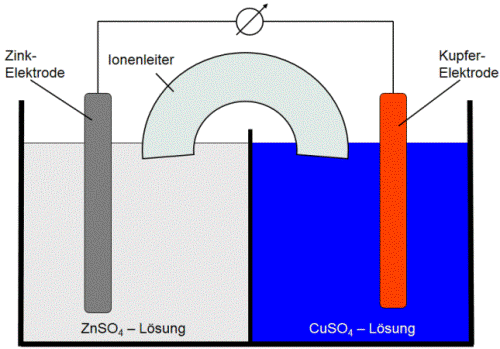 Zink-
Elektrode
Ionenleiter
Kupfer-
Elektrode
ZnSO₄ – Lösung
CuSO₄ – Lösung